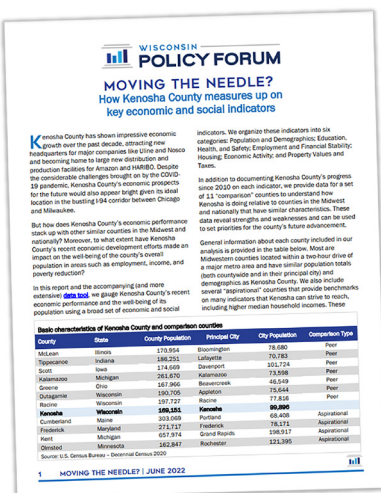 WISCONSIN
POLICY FORUM
MOVING THE NEEDLE?
How Kenosha County measures up on
key economic and social indicators
Kenosha County has shown impressive economic
growth over the past decade, attracting new
headquarters for major companies like Uline and Nosco
and becoming home to large new distribution and
production facilities for Amazon and HARIBO. Despite
the considerable challenges brought on by the COVID-
19 pandemic, Kenosha County's economic prospects
for the future would also appear bright given its ideal
location in the bustling I-94 corridor between Chicago
and Milwaukee.
But how does Kenosha County's economic performance
stack up with other similar counties in the Midwest and
nationally? Moreover, to what extent have Kenosha
County's recent economic development efforts made an
impact on the well-being of the county's overall
population in areas such as employment, income, and
poverty reduction?
In this report and the accompanying (and more
extensive) data tool, we gauge Kenosha County's recent
economic performance and the well-being of its
population using a broad set of economic and social
indicators. We organize these indicators into six
categories: Population and Demographics; Education,
Health, and Safety; Employment and Financial Stability;
Housing; Economic Activity; and Property Values and
Taxes.
In addition to documenting Kenosha County's progress
since 2010 on each indicator, we provide data for a set
of 11 "comparison counties" to understand how
Kenosha is doing relative to counties in the Midwest
and nationally that have similar characteristics. These
data reveal strengths and weaknesses and can be used
to set priorities for the county's future advancement.
General information about each county included in our
analysis is provided in the table below. Most are
Midwestern counties located within a two-hour drive of
a major metro area and have similar population totals
(both countywide and in their principal city) and
demographics as Kenosha County. We also include
several "aspirational" counties that provide benchmarks
on many indicators that Kenosha can strive to reach,
including higher median household incomes. These
Basic characteristics of Kenosha County and comparison counties
County State County Population Principal City City Population Comparison Type
McLean Illinois 170,954 Bloomington 78,680 Peer
Tippecanoe Indiana 186,251 Lafayette 70,783 Peer
Scott Iowa 174,669 Davenport 101,724 Peer
Kalamazoo Michigan 261,670 Kalamazoo 73,598 Peer
Greene Ohio 167,966 Beavercreek 46,549 Peer
Outagamie Wisconsin 190,705 Appleton 75,644 Peer
Racine Wisconsin 197,727 Racine 77,816 Peer
Kenosha Wisconsin 169,151 Kenosha 99,896
Cumberland Maine 303,069 Portland 68,408 Aspirational
Frederick Maryland 271,717 Frederick 78,171 Aspirational
Kent Michigan 657,974 Grand Rapids 198,917 Aspirational
Olmsted Minnesota 162,847 Rochester 121,395 Aspirational
Source: U.S. Census Bureau – Decennial Census 2020
1 MOVING THE NEEDLE? | JUNE 2022